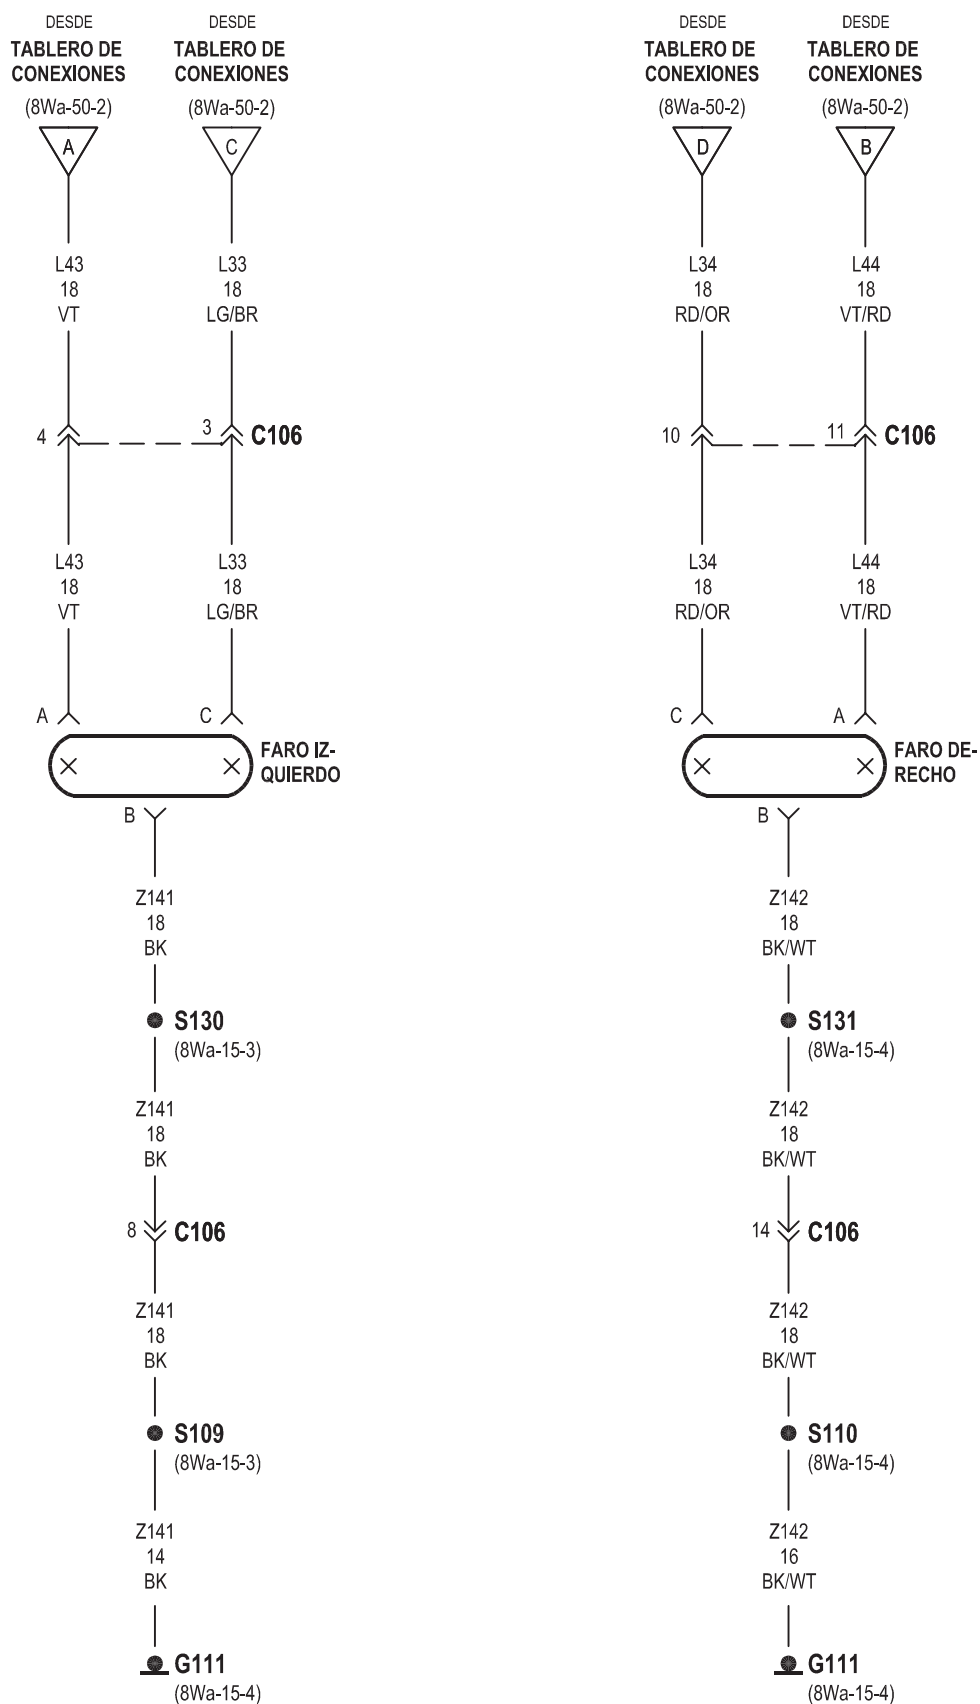 DESDE
TABLERO DE
CONEXIONES
(8Wa-50-2)
A
DESDE
TABLERO DE
CONEXIONES
(8Wa-50-2)
C
DESDE
TABLERO DE
CONEXIONES
(8Wa-50-2)
D
DESDE
TABLERO DE
CONEXIONES
(8Wa-50-2)
B
L43
18
VT
L33
18
LG/BR
L34
18
RD/OR
L44
18
VT/RD
4
3
C106
10
11
C106
L43
18
VT
L33
18
LG/BR
L34
18
RD/OR
L44
18
VT/RD
A
C
FARO IZ-
QUIERDO
B
C
A
FARO DE-
RECHO
B
Z141
18
BK
S130
(8Wa-15-3)
Z141
18
BK
8
C106
Z141
18
BK
S109
(8Wa-15-3)
Z141
14
BK
G111
(8Wa-15-4)
Z142
18
BK/WT
S131
(8Wa-15-4)
Z142
18
BK/WT
14
C106
Z142
18
BK/WT
S110
(8Wa-15-4)
Z142
16
BK/WT
G111
(8Wa-15-4)